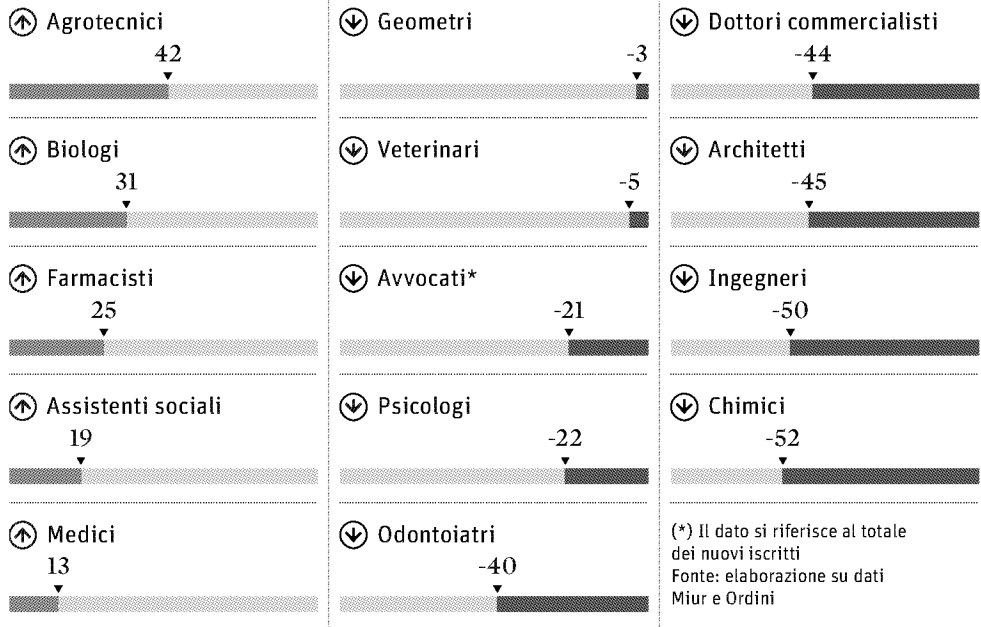 Agrotecnici
42
Biologi
31
Farmacisti
25
Assistenti sociali
19
Medici
13
Geometri
-3
Veterinari
-5
Avvocati*
-21
Psicologi
-22
Odontoiatri
-40
Dottori commercialisti
-44
Architetti
-45
Ingegneri
-50
Chimici
-52
(*) Il dato si riferisce al totale
dei nuovi iscritti
Fonte: elaborazione su dati
Miur e Ordini